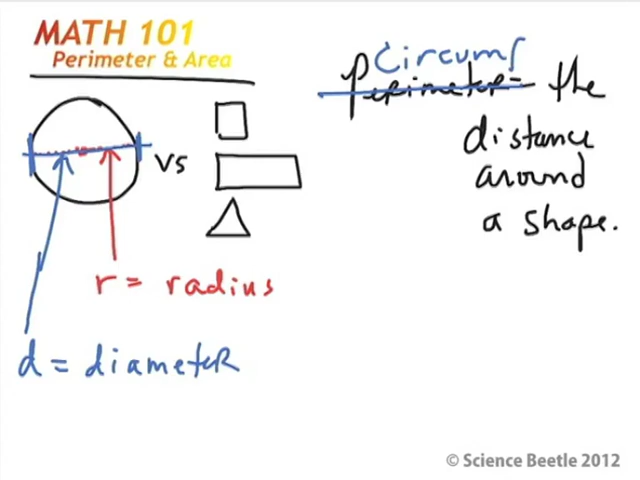 MATH 101
Perimeter & Area
Circumf
Perimeter = the
distance
around
a shape.
vs
r = radius
d = diameter
© Science Beetle 2012